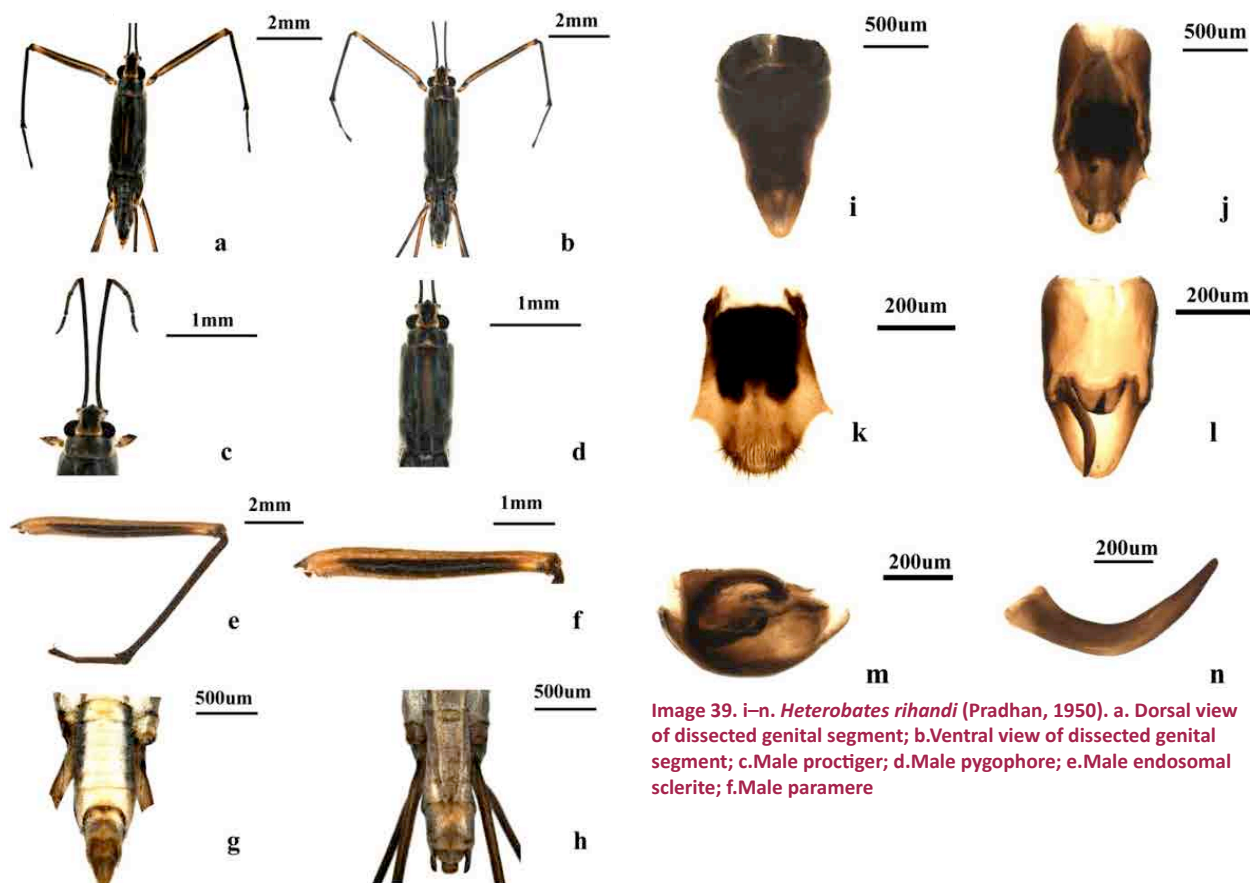 2mm
2mm
a
b
1mm
1mm
c
d
2mm
1mm
e
f
500um
500um
g
h
500um
500um
i
j
200um
200um
k
l
200um
200um
m
n
Image 39. i–n. Heterobates rihandi (Pradhan, 1950). a. Dorsal view
of dissected genital segment; b.Ventral view of dissected genital
segment; c.Male proctiger; d.Male pygophore; e.Male endosomal
sclerite; f.Male paramere